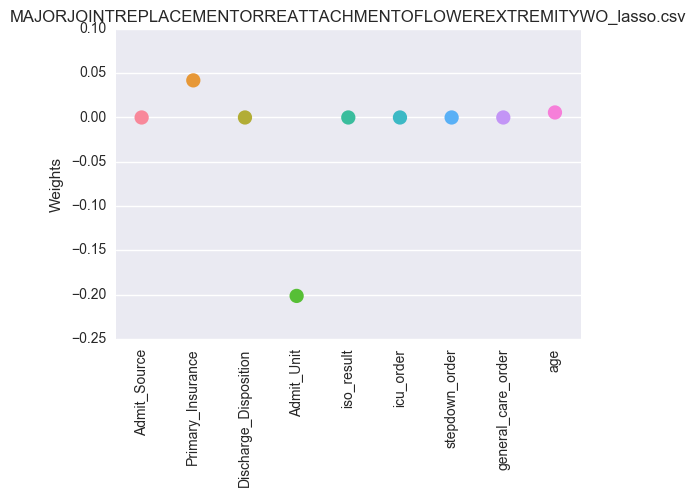 MAJORJOINTREPLACEMENTORREATTACHMENTOFLOWEREXTREMITYWO_lasso.csv
0.10
0.05
0.00
−0.05
−0.10
−0.15
−0.20
−0.25
Weights
Admit_Source
Primary_Insurance
Discharge_Disposition
Admit_Unit
iso_result
icu_order
stepdown_order
general_care_order
age